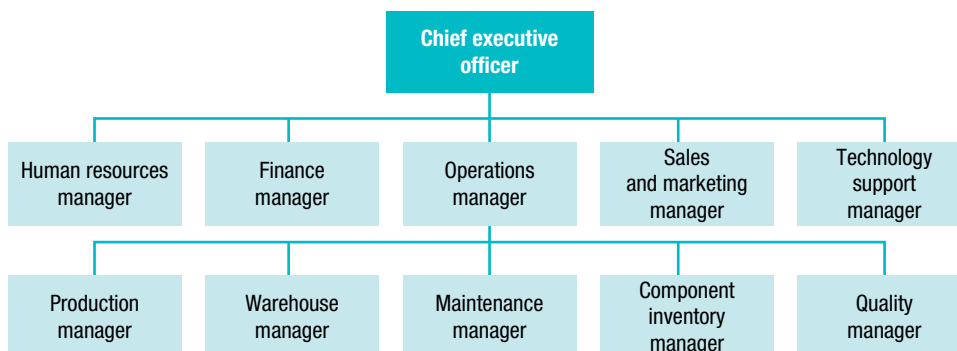 Chief executive
officer
Human resources
manager
Finance
manager
Operations
manager
Sales
and marketing
manager
Technology
support
manager
Production
manager
Warehouse
manager
Maintenance
manager
Component
inventory
manager
Quality
manager